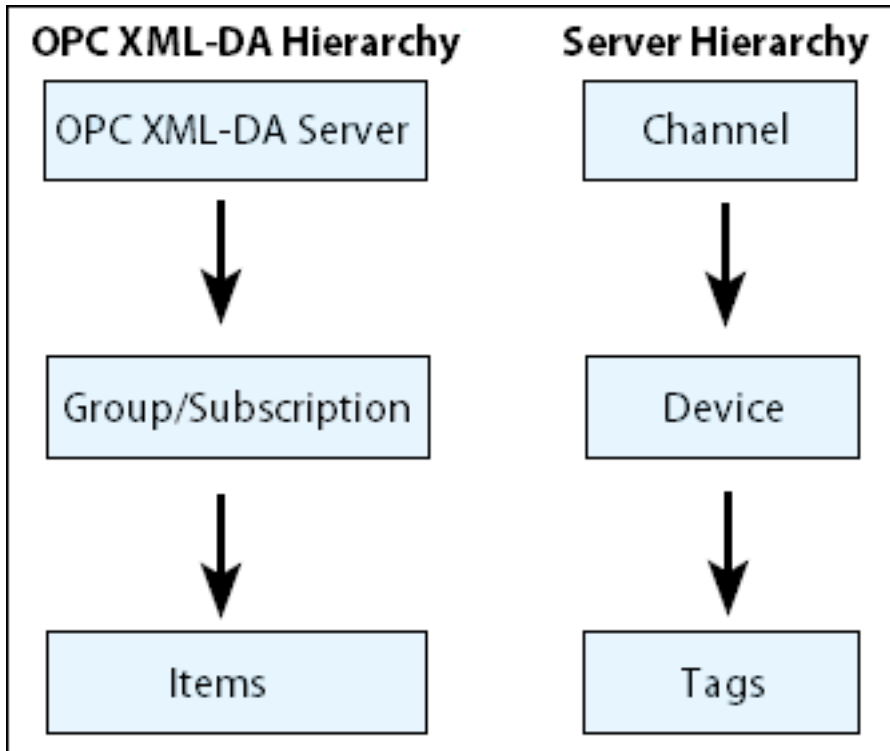 OPC XML-DA Hierarchy
OPC XML-DA Server
Group/Subscription
Items
Server Hierarchy
Channel
Device
Tags